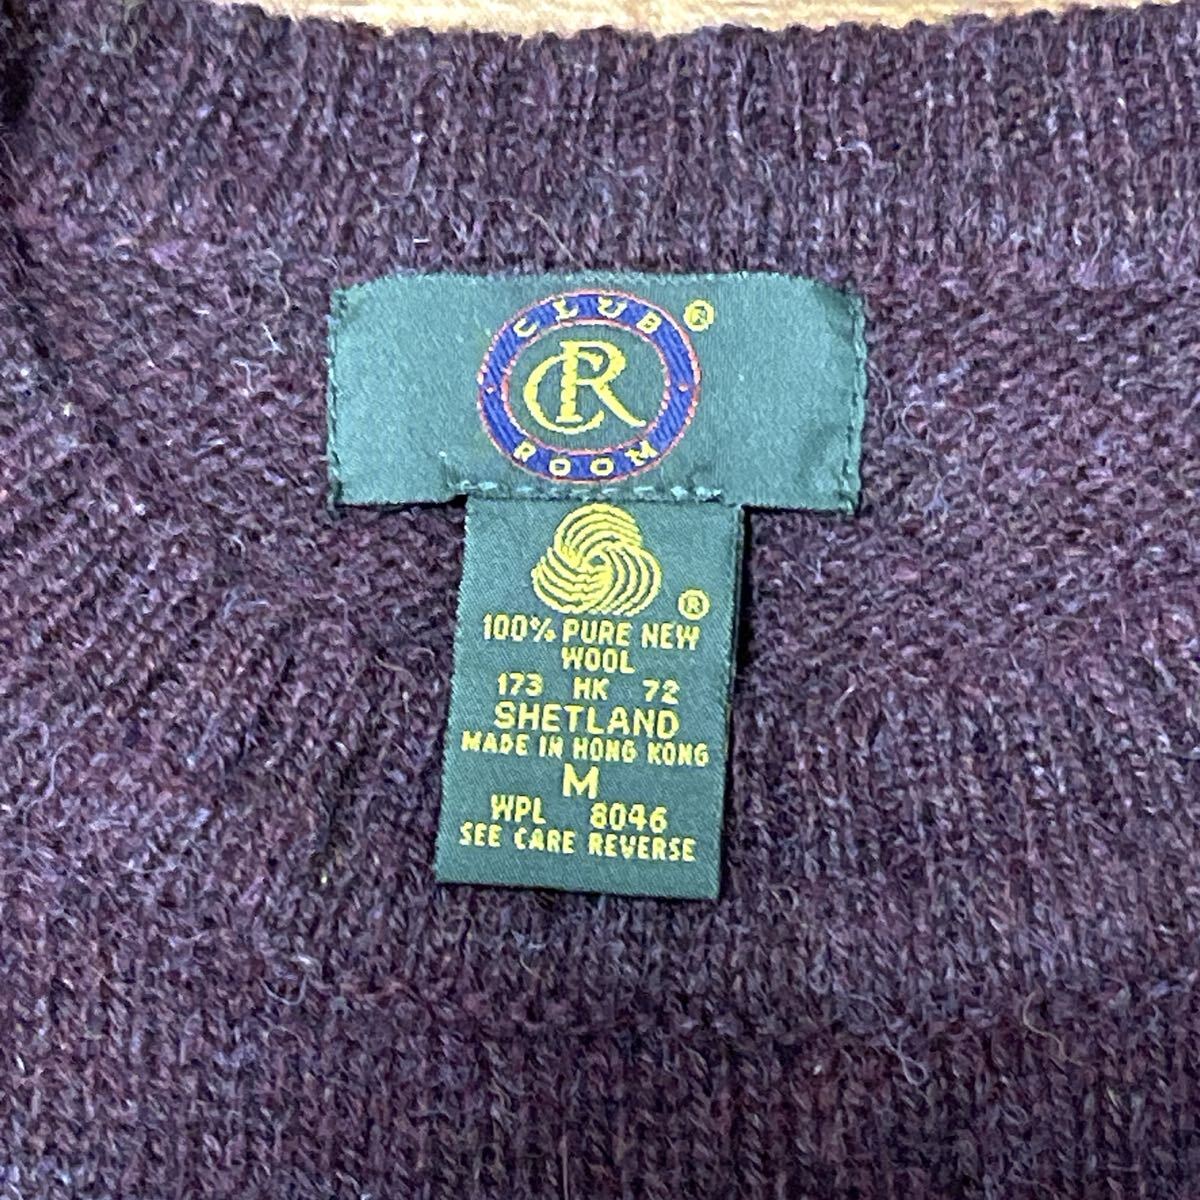 CLUB ®
CR
ROOM
®
100% PURE NEW
WOOL
173 HK 72
SHETLAND
MADE IN HONG KONG
M
WPL 8046
SEE CARE REVERSE